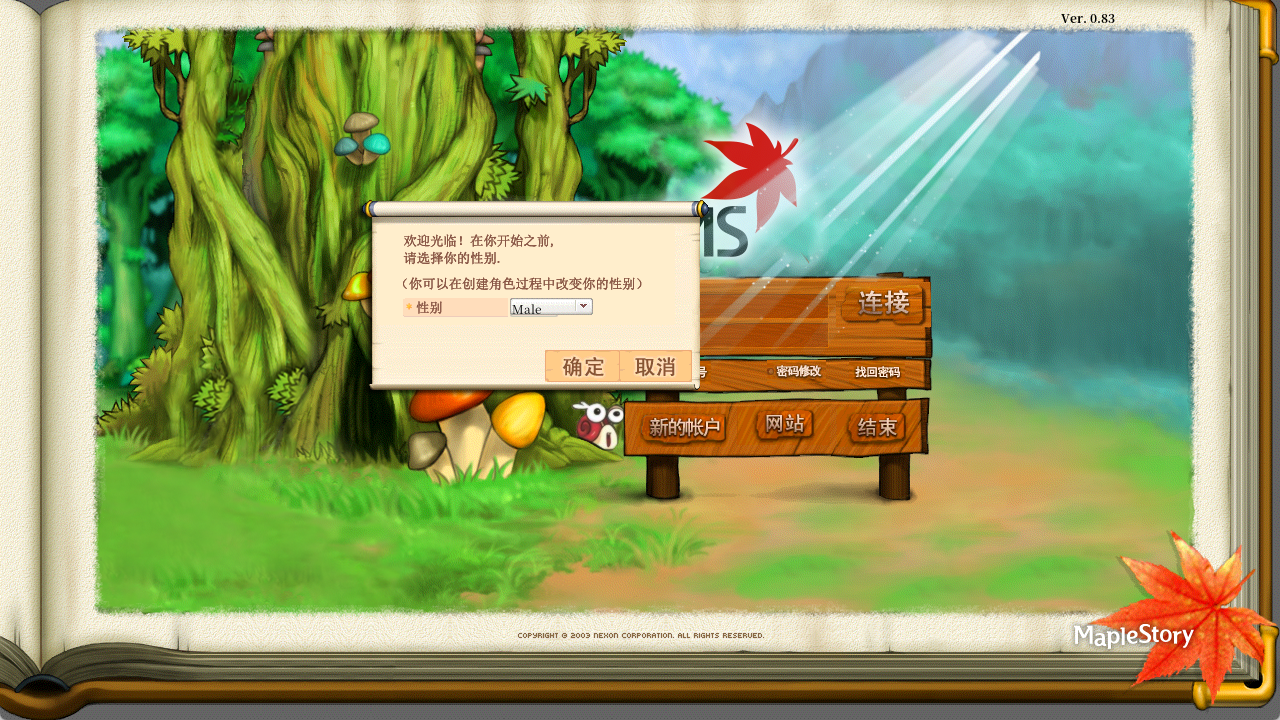 Ver. 0.83
欢迎光临！在你开始之前,
请选择你的性别.
（你可以在创建角色过程中改变你的性别）
性别
Male
确定
取消
MS
连接
号
密码修改
找回密码
新的帐户
网站
结束
COPYRIGHT @ 2003 NEXON CORPORATION. ALL RIGHTS RESERVED.
MapleStory